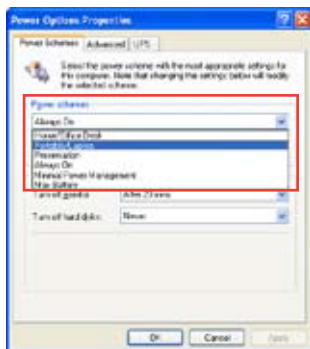 Power Options Properties
Power Schemes Advanced UPS
Select the power scheme with the most appropriate settings for
this computer. Note that changing the settings below will modify
the selected scheme.
Power schemes
Always On
Home/Office Desk
Portable/Laptop
Presentation
Always On
Minimal Power Management
Max Battery
Turn off monitor: After 20 mins
Turn off hard disks: Never
OK Cancel Apply